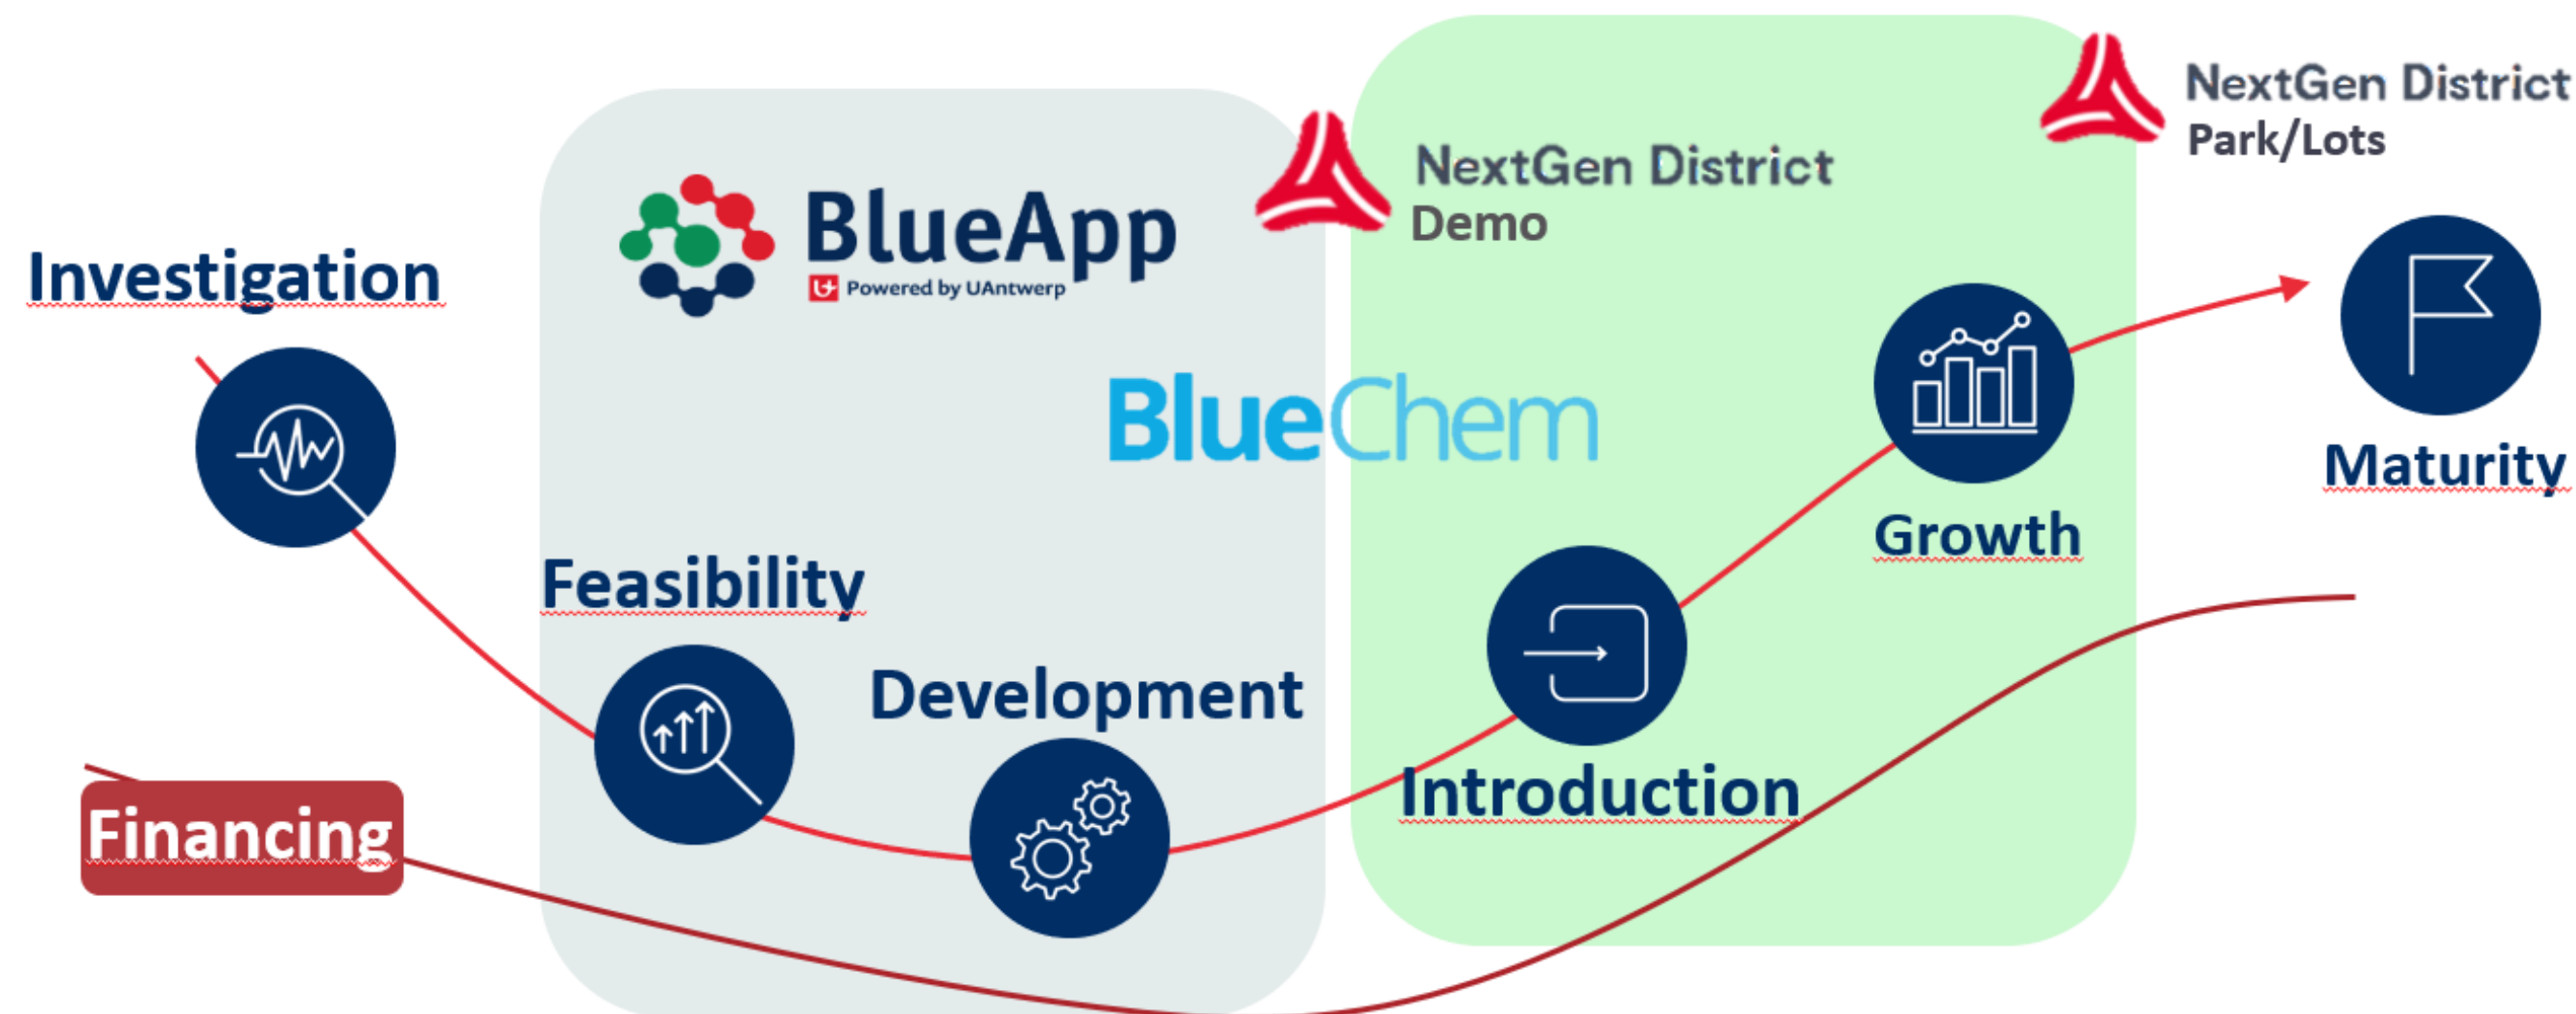 NextGen District
Park/Lots
NextGen District
Demo
BlueApp
Powered by UAntwerp
Investigation
BlueChem
Maturity
Growth
Feasibility
Development
Introduction
Financing